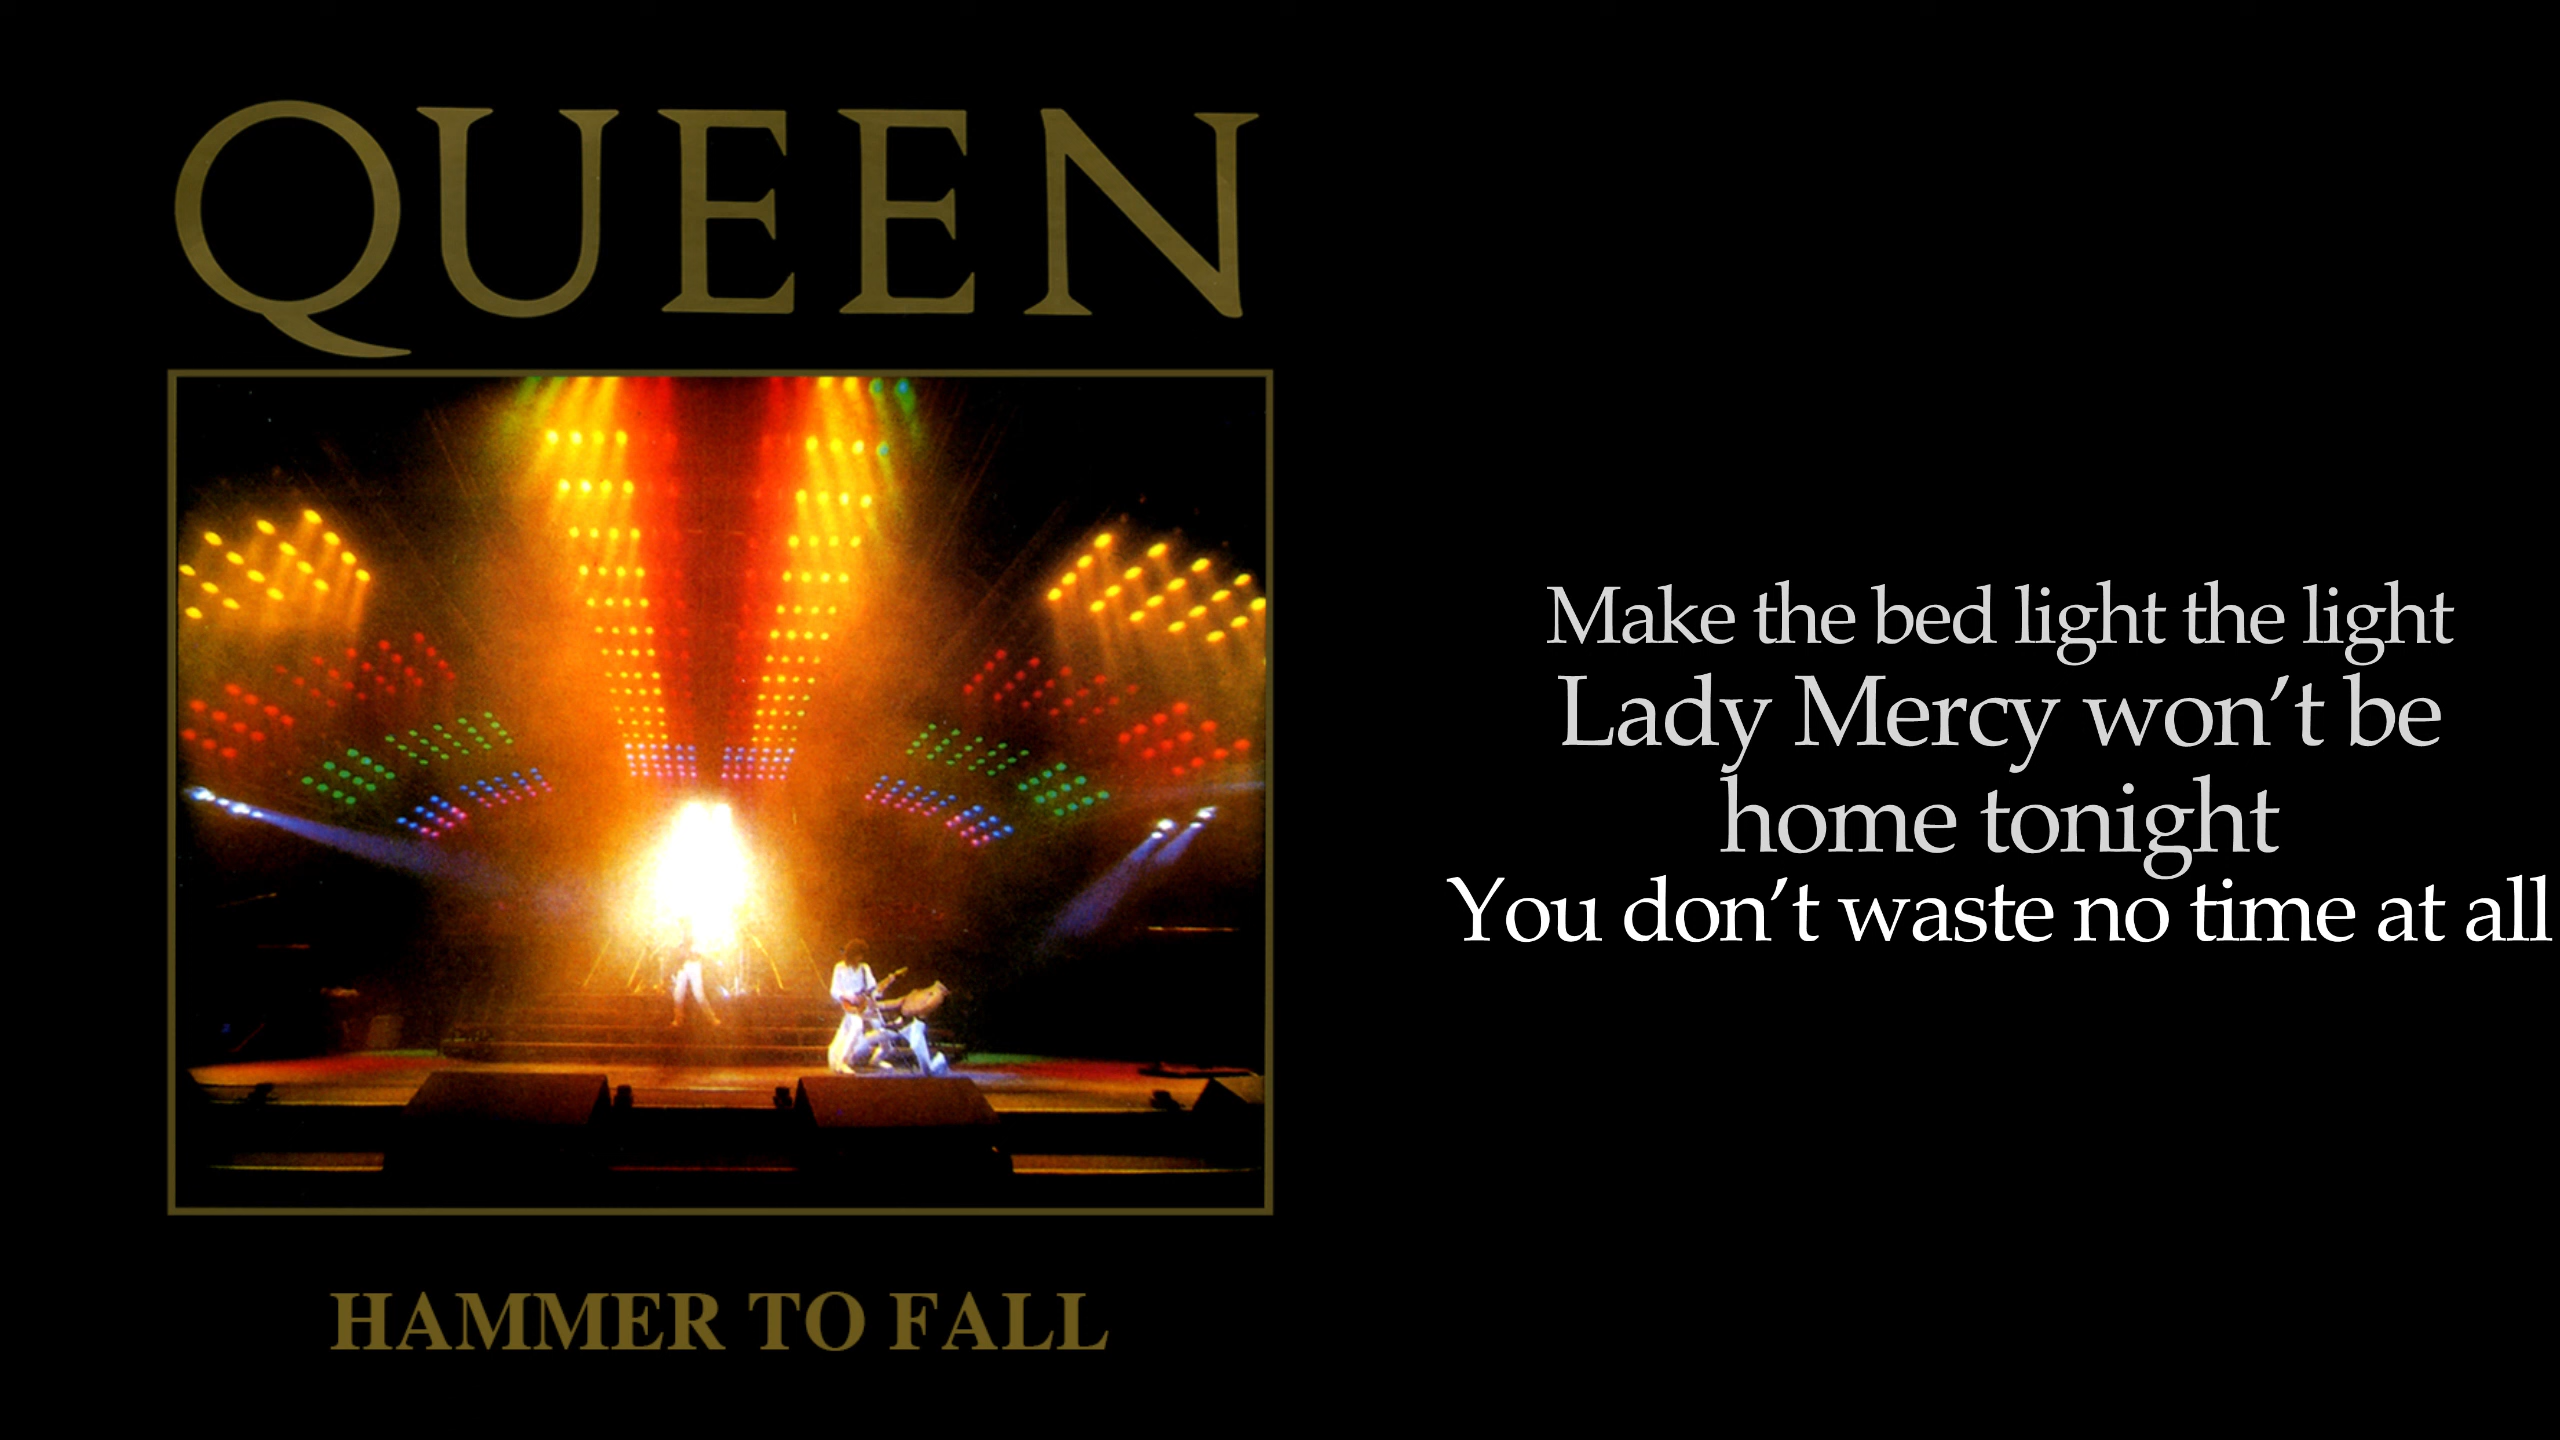 QUEEN
HAMMER TO FALL
Make the bed light the light
Lady Mercy won’t be
home tonight
You don’t waste no time at all